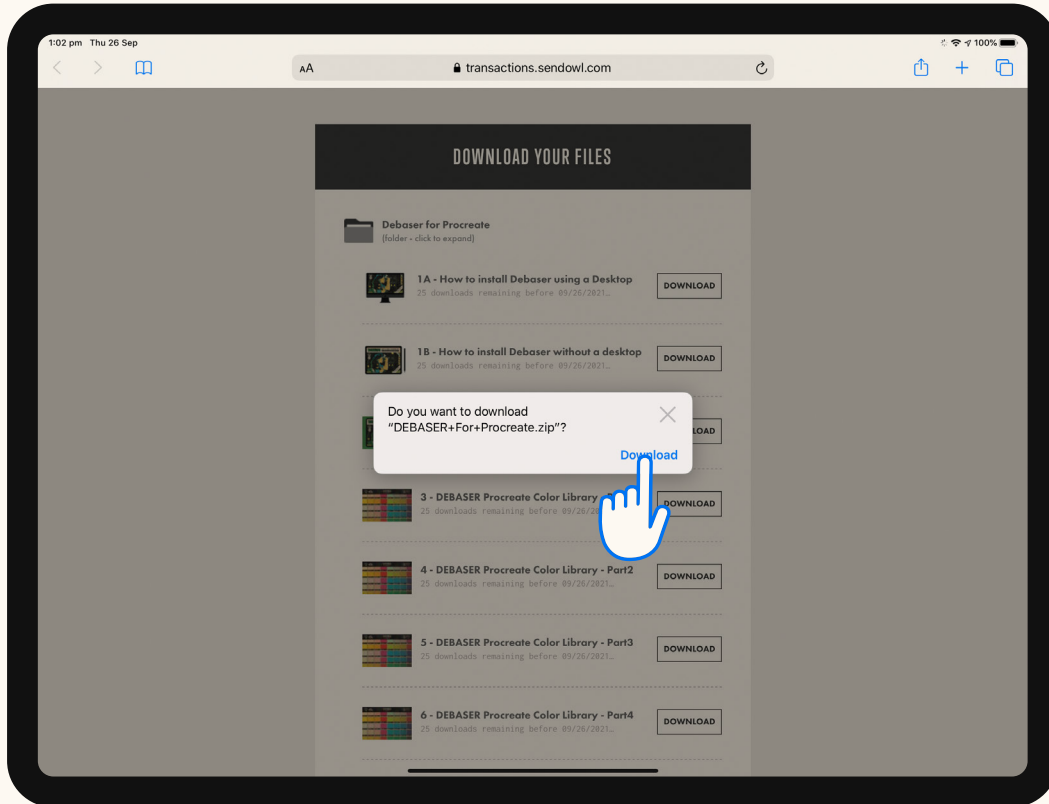 1:02 pm Thu 26 Sep
100%
AA
transactions.sendowl.com
DOWNLOAD YOUR FILES
Debaser for Procreate
(folder - click to expand)
1A - How to install Debaser using a Desktop
25 downloads remaining before 09/26/2021…
DOWNLOAD
1B - How to install Debaser without a desktop
25 downloads remaining before 09/26/2021…
DOWNLOAD
Do you want to download
“DEBASER+For+Procreate.zip”?
Download
3 - DEBASER Procreate Color Library -
25 downloads remaining before 09/26
DOWNLOAD
4 - DEBASER Procreate Color Library - Part2
25 downloads remaining before 09/26/2021…
DOWNLOAD
5 - DEBASER Procreate Color Library - Part3
25 downloads remaining before 09/26/2021…
DOWNLOAD
6 - DEBASER Procreate Color Library - Part4
25 downloads remaining before 09/26/2021…
DOWNLOAD